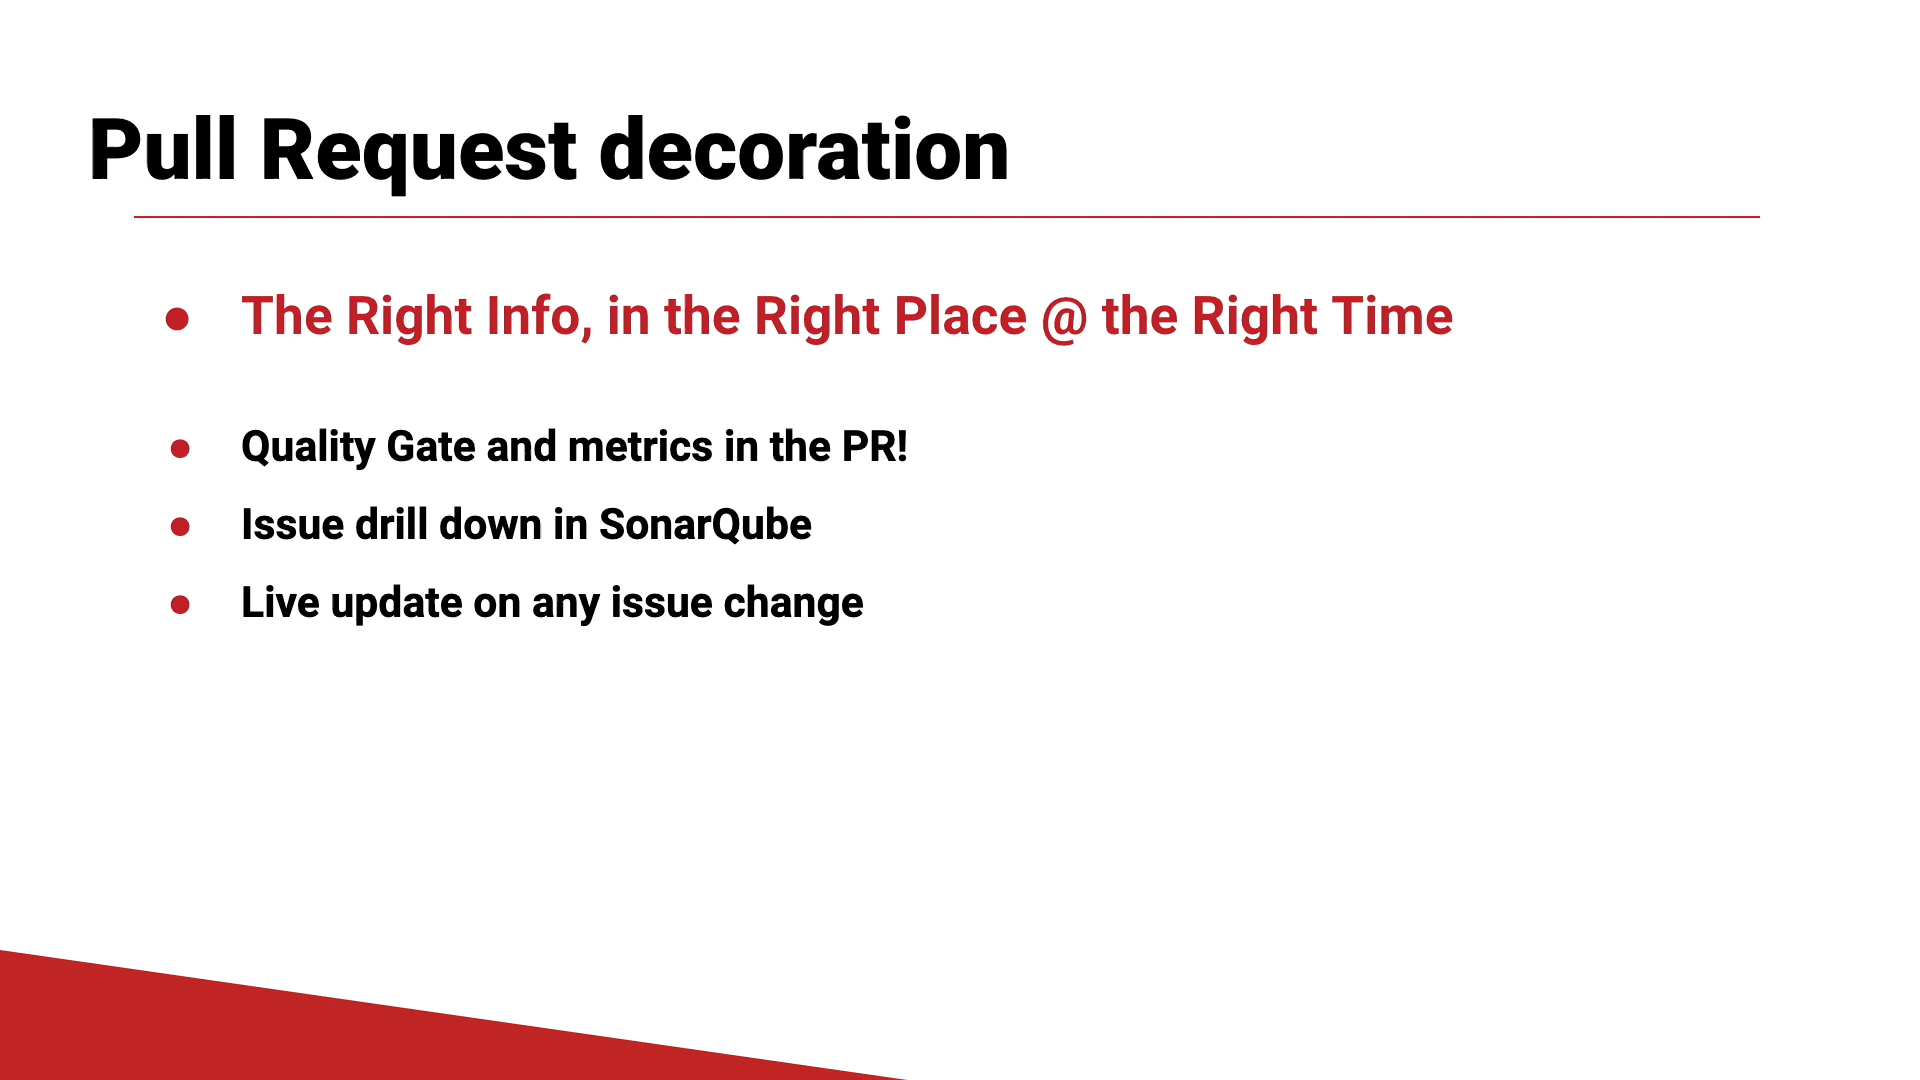 Pull Request decoration
● The Right Info, in the Right Place @ the Right Time
● Quality Gate and metrics in the PR!
● Issue drill down in SonarQube
● Live update on any issue change